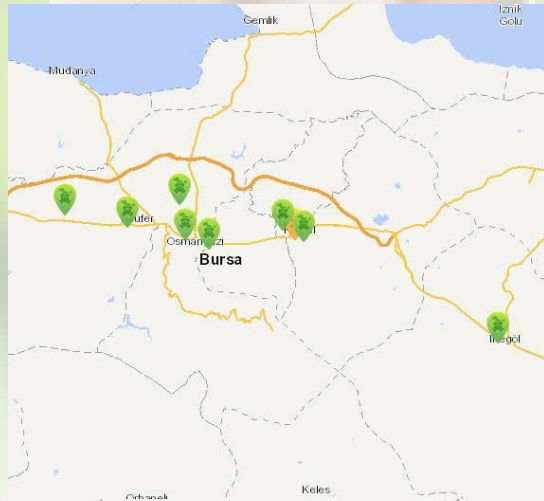 İznik
Gölü
Gemlik
Mudanya
Osmangazi
Bursa
İnegöl
Orhaneli
Keles